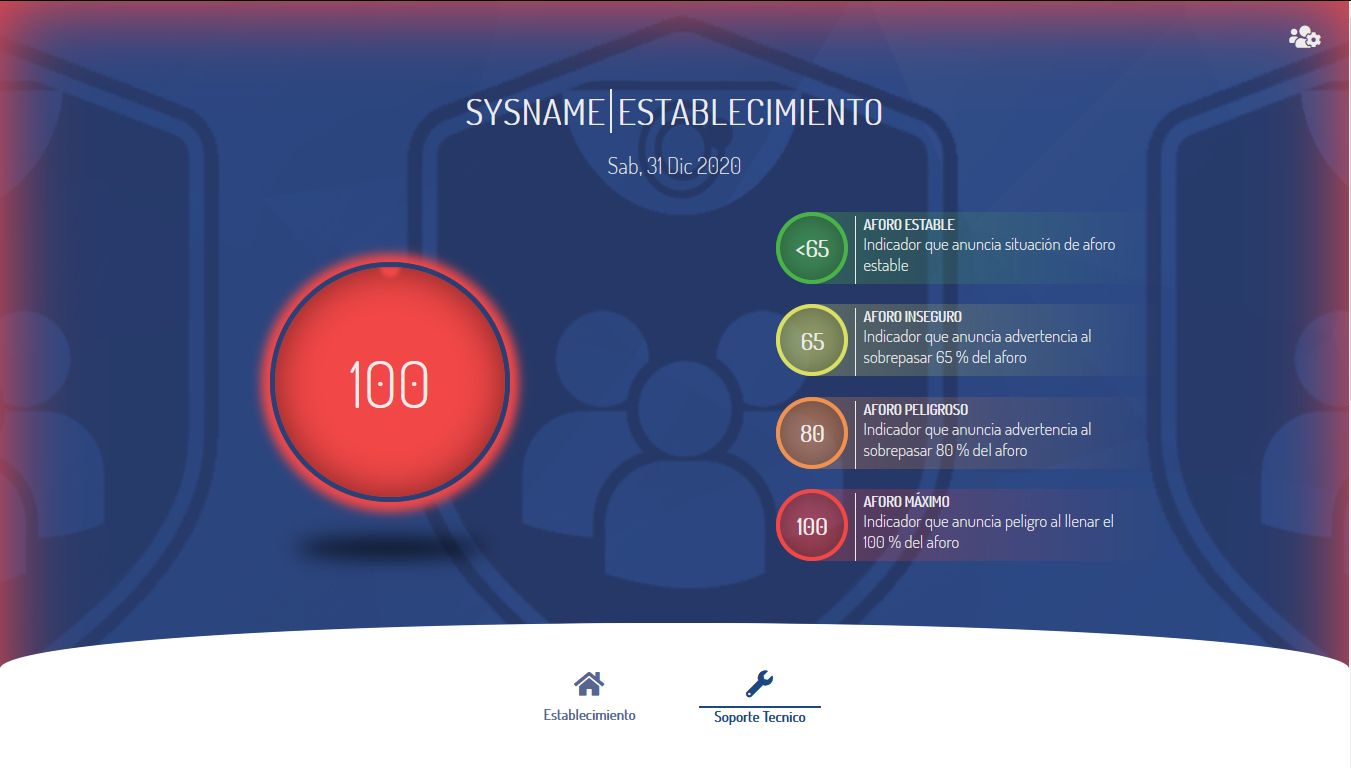 SYSNAME|ESTABLECIMIENTO
Sab, 31 Dic 2020
100
<65
AFORO ESTABLE
Indicador que anuncia situación de aforo
estable
65
AFORO INSEGURO
Indicador que anuncia advertencia al
sobrepasar 65 % del aforo
80
AFORO PELIGROSO
Indicador que anuncia advertencia al
sobrepasar 80 % del aforo
100
AFORO MÁXIMO
Indicador que anuncia peligro al llenar el
100 % del aforo
Establecimiento
Soporte Tecnico